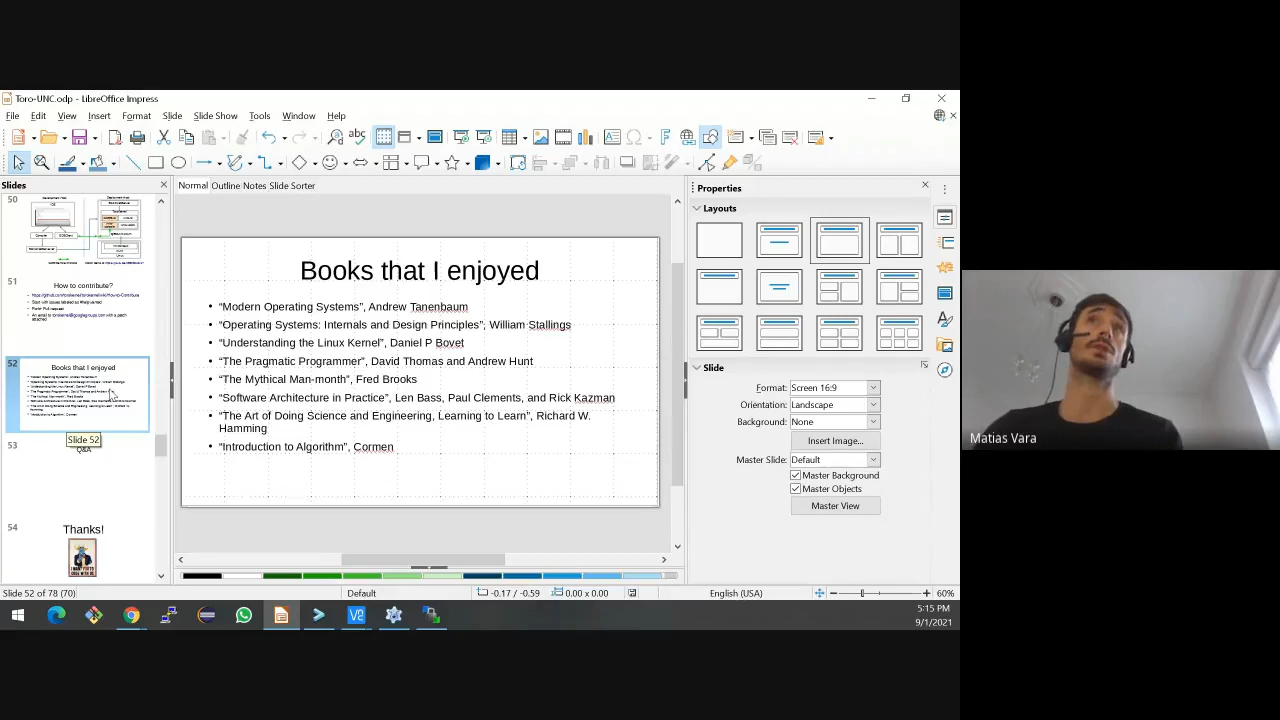 Toro-UNC.odp - LibreOffice Impress
File Edit View Insert Format Slide Slide Show Tools Window Help
Slides
Normal Outline Notes Slide Sorter
50
51
How to contribute?
52
Books that I enjoyed
Slide 52
53
Q&A
54
Thanks!
I WANT YOU TO
CODE WITH ME
Books that I enjoyed
• “Modern Operating Systems”, Andrew Tanenbaum
• “Operating Systems: Internals and Design Principles”, William Stallings
• “Understanding the Linux Kernel”, Daniel P Bovet
• “The Pragmatic Programmer”, David Thomas and Andrew Hunt
• “The Mythical Man-month”, Fred Brooks
• “Software Architecture in Practice”, Len Bass, Paul Clements, and Rick Kazman
• “The Art of Doing Science and Engineering, Learning to Learn”, Richard W.
Hamming
• “Introduction to Algorithm”, Cormen
Properties
Layouts
Slide
Format: Screen 16:9
Orientation: Landscape
Background: None
Insert Image...
Master Slide: Default
Master Background
Master Objects
Master View
Matias Vara
Slide 52 of 78 (70)
Default
-0.17 / -0.59
0.00 x 0.00
English (USA)
60%
5:15 PM
9/1/2021